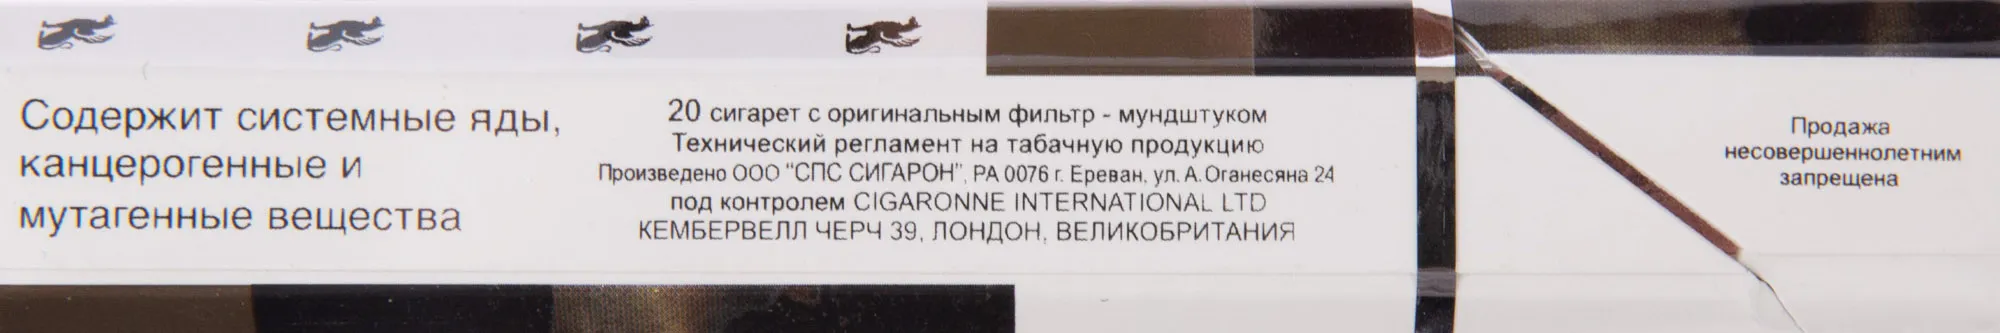 Содержит системные яды,
канцерогенные и
мутагенные вещества
20 сигарет с оригинальным фильтр - мундштуком
Технический регламент на табачную продукцию
Произведено ООО "СПС СИГАРОН", РА 0076 г. Ереван, ул. А. Оганесяна 24
под контролем CIGARONNE INTERNATIONAL LTD
КЕМБЕРВЕЛЛ ЧЕРЧ 39, ЛОНДОН, ВЕЛИКОБРИТАНИЯ
Продажа
несовершеннолетним
запрещена